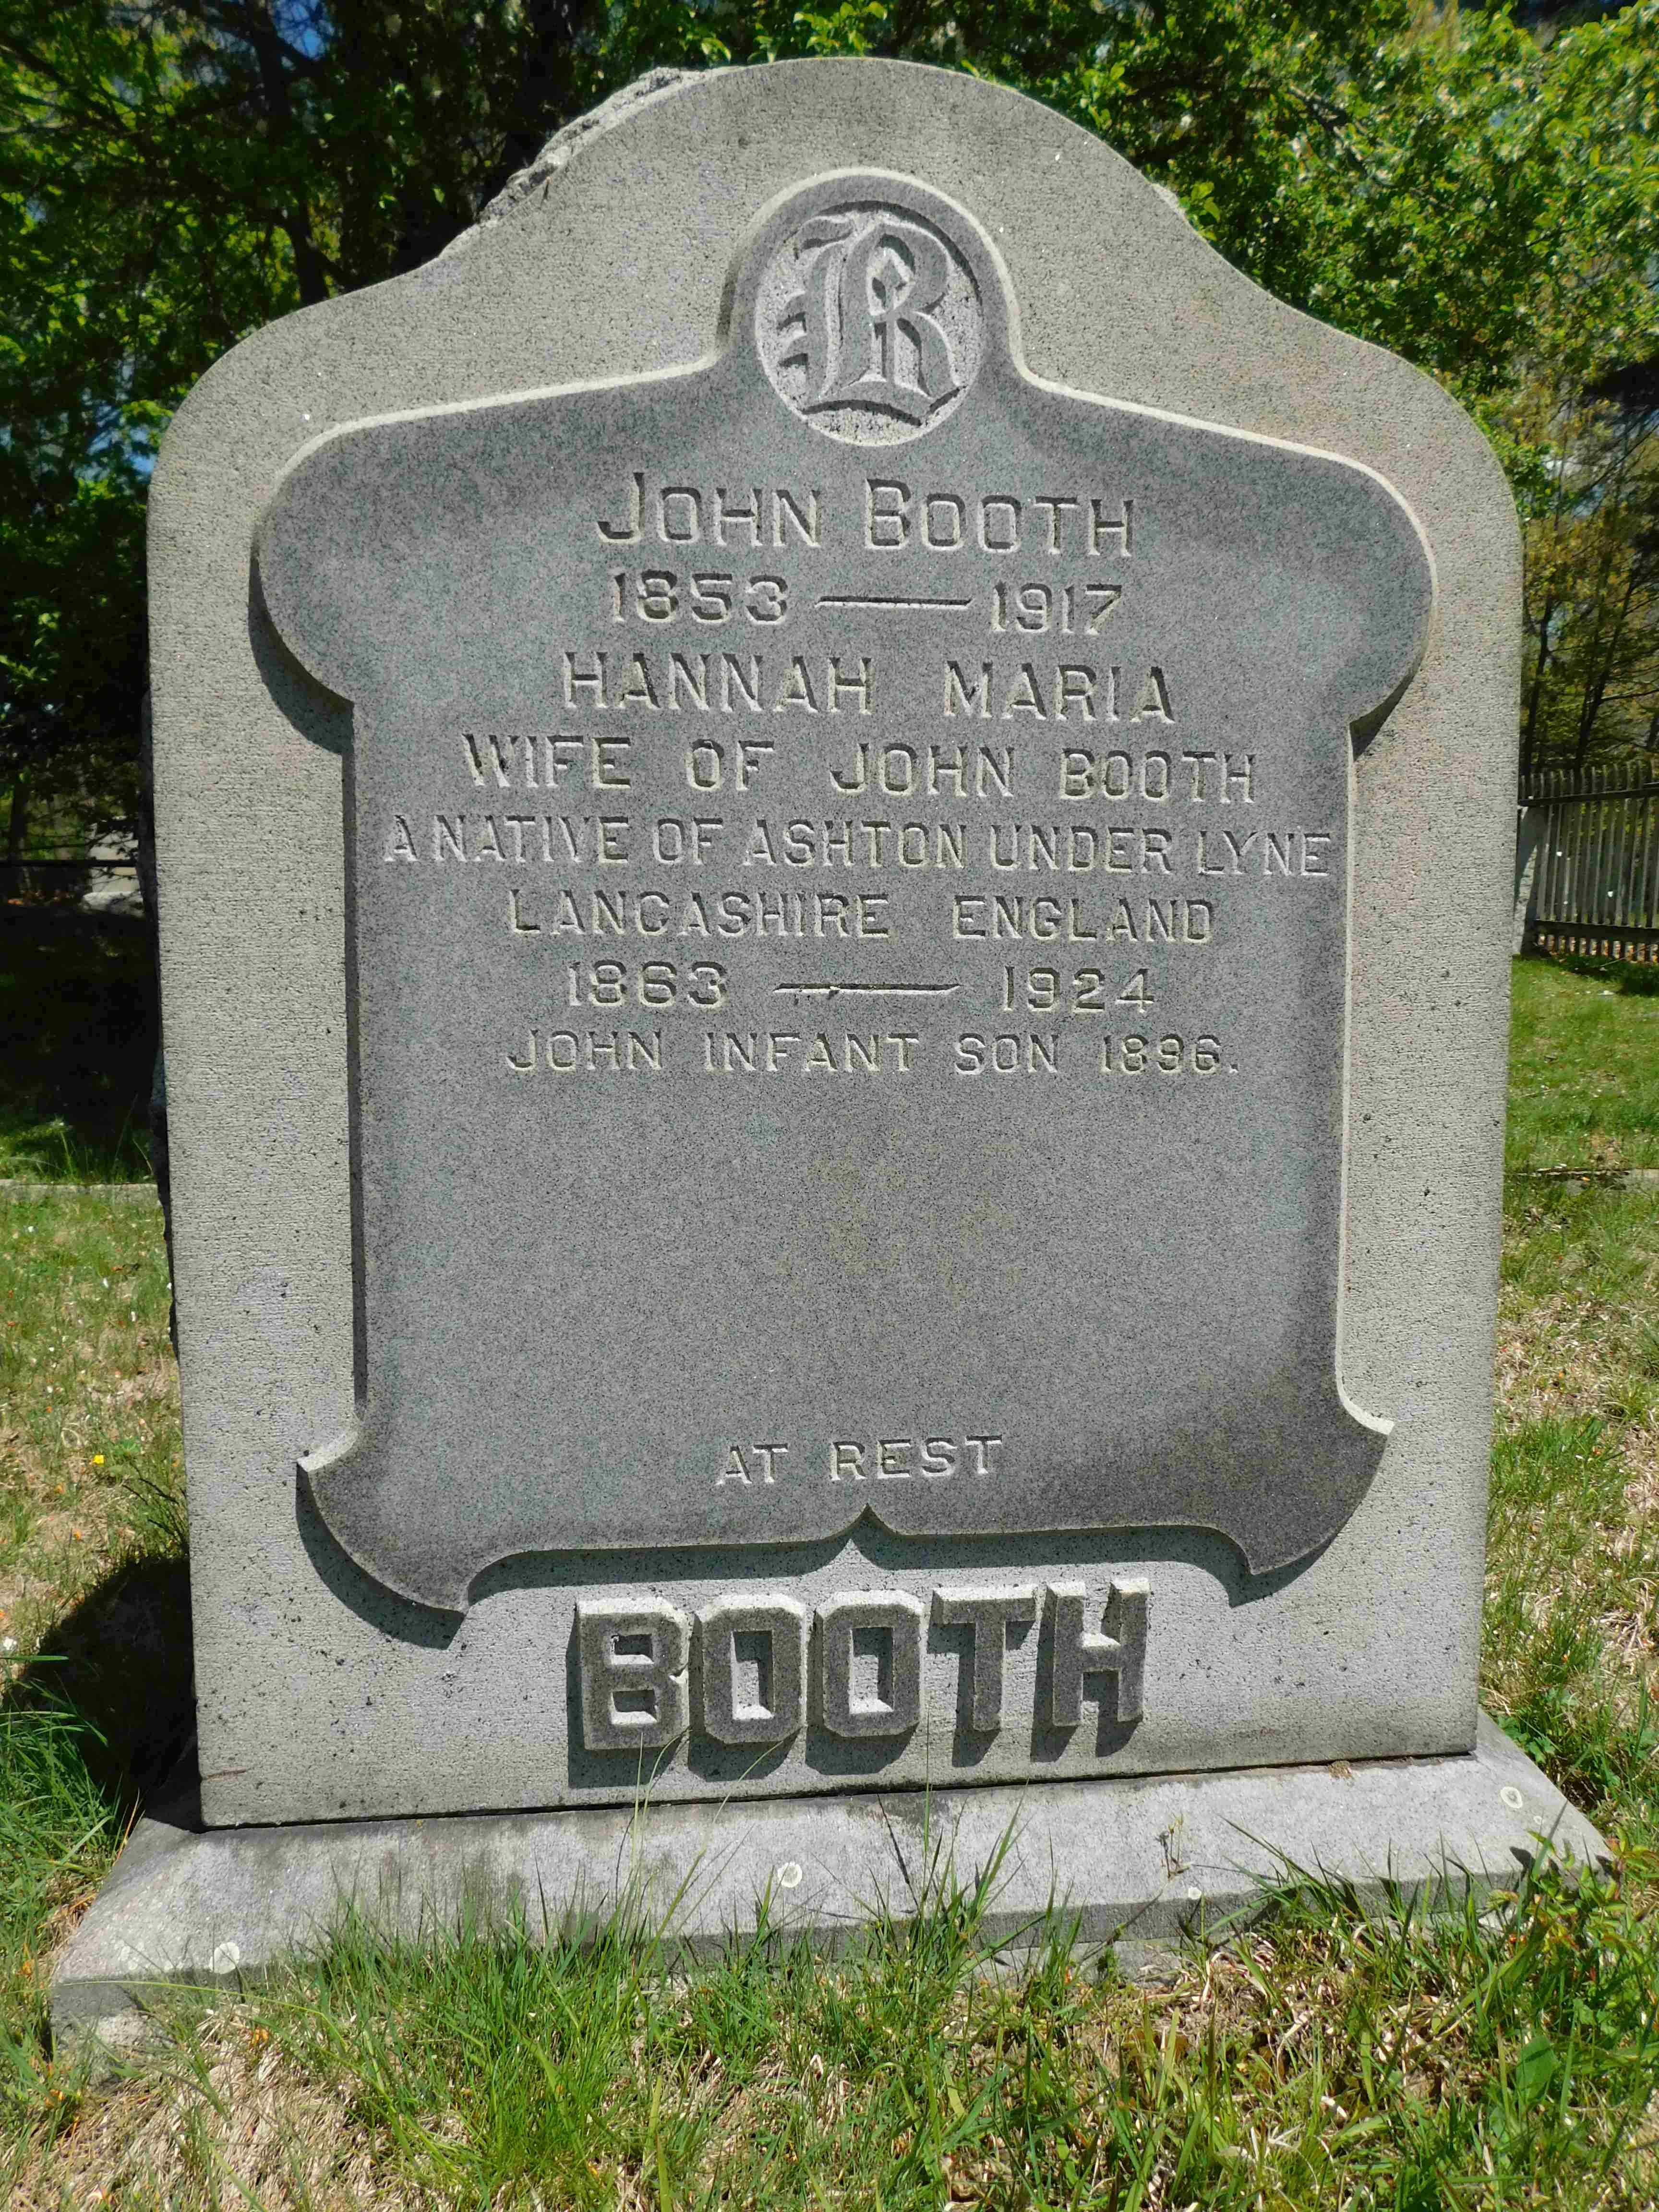 R
JOHN BOOTH
1853 — 1917
HANNAH MARIA
WIFE OF JOHN BOOTH
A NATIVE OF ASHTON UNDER LYNE
LANCASHIRE ENGLAND
1863 — 1924
JOHN INFANT SON 1896.
AT REST
BOOTH